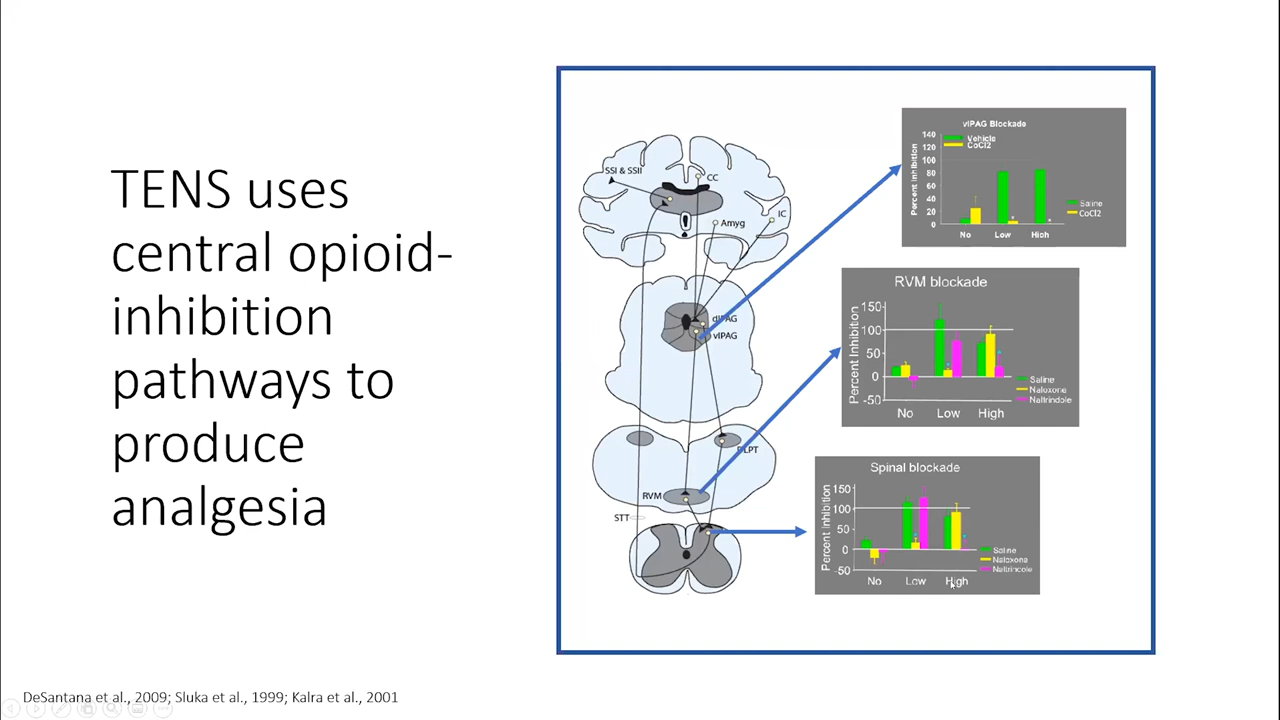 TENS uses
central opioid-
inhibition
pathways to
produce
analgesia
SSI & SSII
CC
IC
Amyg
dlPAG
vlPAG
DLPT
RVM
STT
vlPAG Blockade
Percent Inhibition
140
120
100
80
60
40
20
0
Vehicle
CoCl2
No
Low
High
Saline
CoCl2
RVM blockade
Percent Inhibition
150
100
50
0
-50
No
Low
High
Saline
Naloxone
Naltrindole
Spinal blockade
Percent Inhibition
150
100
50
0
-50
No
Low
High
Saline
Naloxone
Naltrindole
DeSantana et al., 2009; Sluka et al., 1999; Kalra et al., 2001